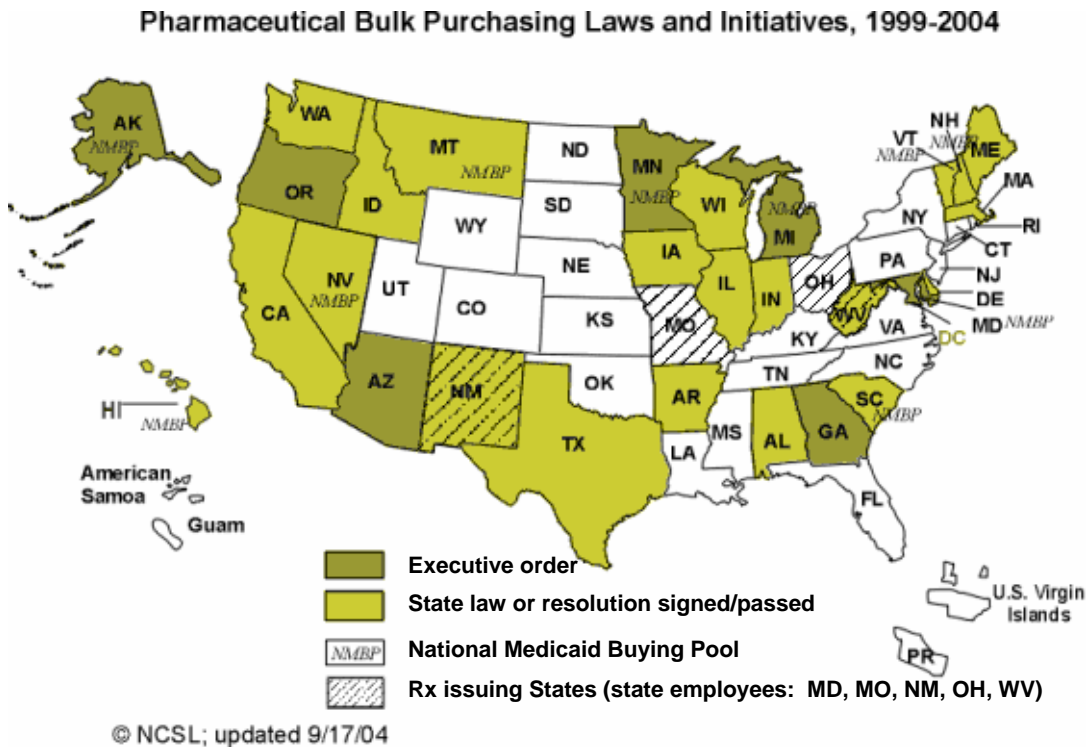 Pharmaceutical Bulk Purchasing Laws and Initiatives, 1999-2004
AK
NMBP
WA
OR
ID
MT
NMBP
ND
SD
WY
NE
NV
NMBP
UT
CO
KS
CA
AZ
NM
OK
TX
MN
NMBP
WI
IA
MO
IL
IN
NMBP
MI
OH
WV
KY
TN
AR
LA
MS
AL
GA
SC
NMBP
FL
NC
VA
PA
NY
VT
NMBP
NH
NMBP
ME
MA
RI
CT
NJ
DE
MD NMBP
DC
HI
NMBP
American
Samoa
Guam
U.S. Virgin
Islands
PR
Executive order
State law or resolution signed/passed
NMBP National Medicaid Buying Pool
Rx issuing States (state employees: MD, MO, NM, OH, WV)
© NCSL; updated 9/17/04